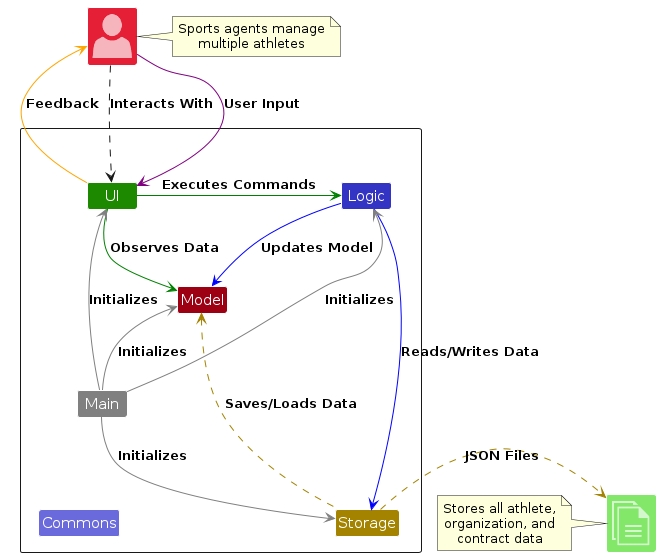 Sports agents manage
multiple athletes
Feedback
Interacts With
User Input
Executes Commands
UI
Logic
Observes Data
Updates Model
Initializes
Model
Initializes
Initializes
Reads/Writes Data
Main
Saves/Loads Data
Initializes
JSON Files
Commons
Storage
Stores all athlete,
organization, and
contract data